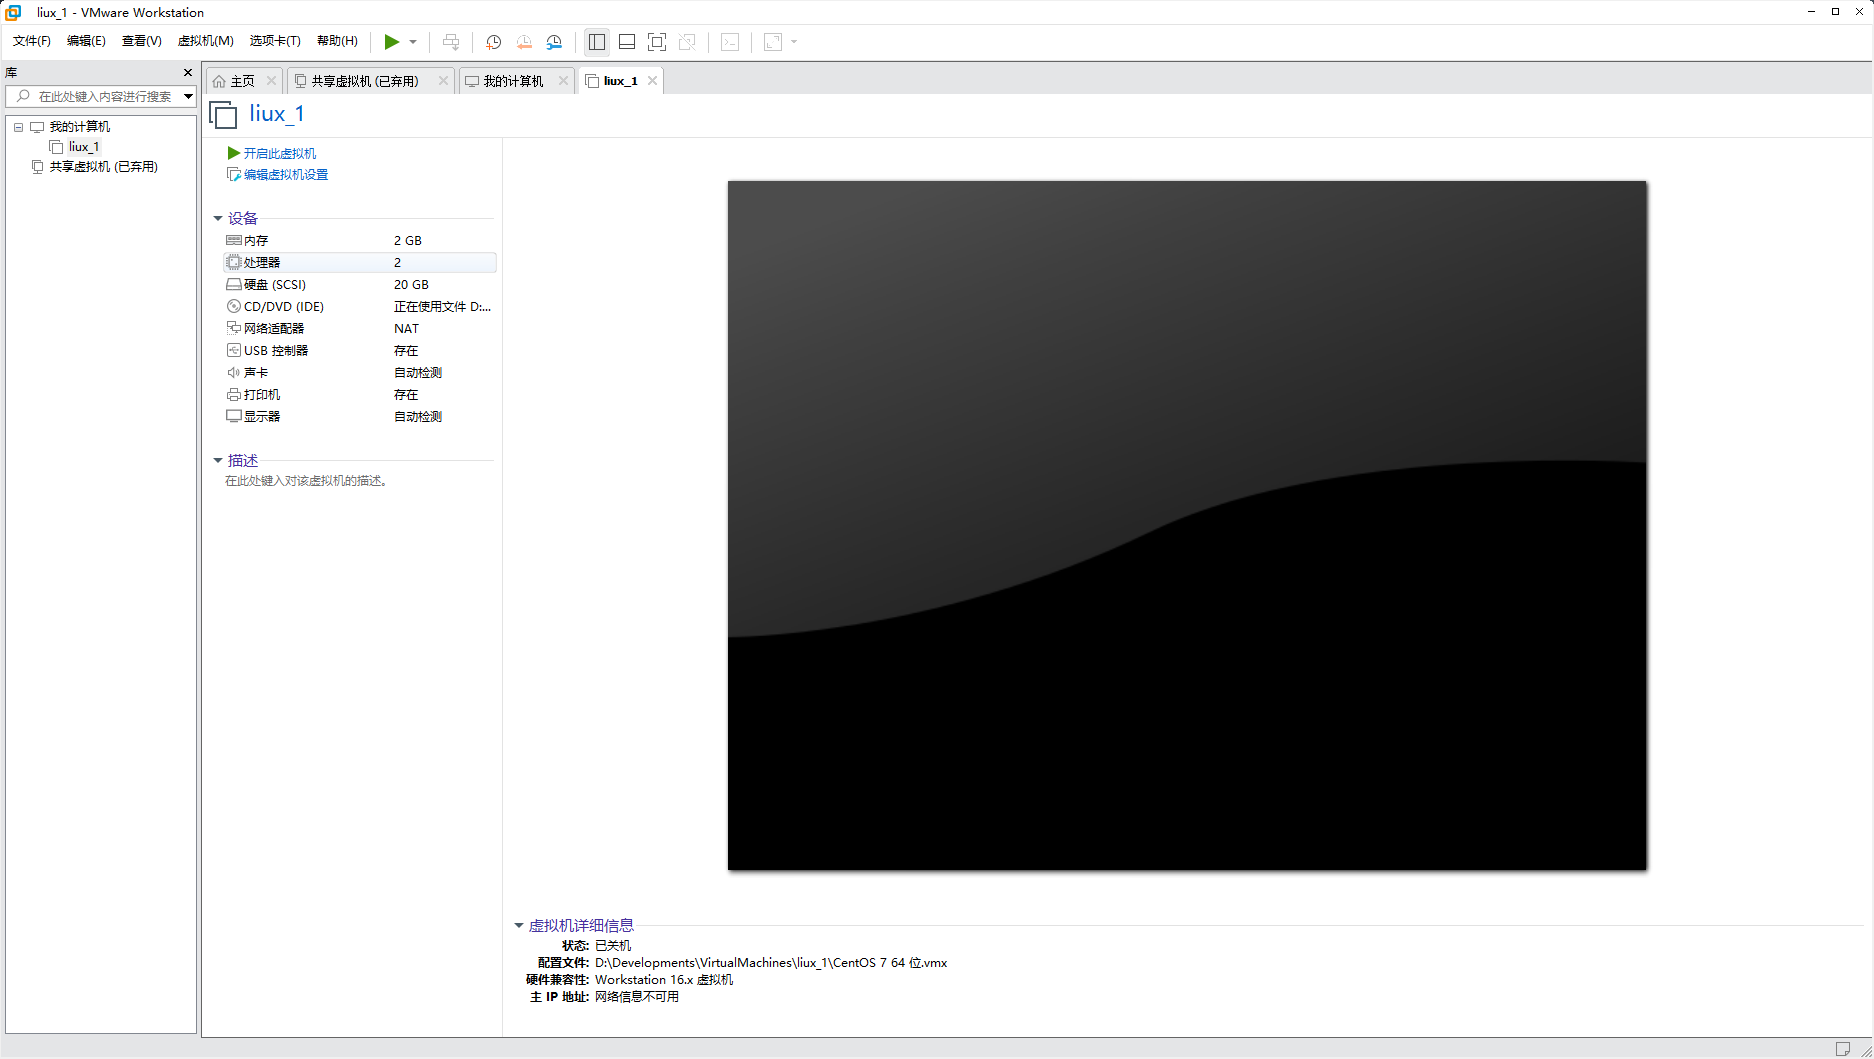 liux_1 - VMware Workstation
文件(F) 编辑(E) 查看(V) 虚拟机(M) 选项卡(T) 帮助(H)
库
在此处键入内容进行搜索
我的计算机
liux_1
共享虚拟机 (已弃用)
主页 共享虚拟机 (已弃用) 我的计算机 liux_1
liux_1
开启此虚拟机
编辑虚拟机设置
设备
内存 2 GB
处理器 2
硬盘 (SCSI) 20 GB
CD/DVD (IDE) 正在使用文件 D:...
网络适配器 NAT
USB 控制器 存在
声卡 自动检测
打印机 存在
显示器 自动检测
描述
在此处键入对该虚拟机的描述。
虚拟机详细信息
状态: 已关机
配置文件: D:\Developments\VirtualMachines\liux_1\CentOS 7 64 位.vmx
硬件兼容性: Workstation 16.x 虚拟机
主 IP 地址: 网络信息不可用